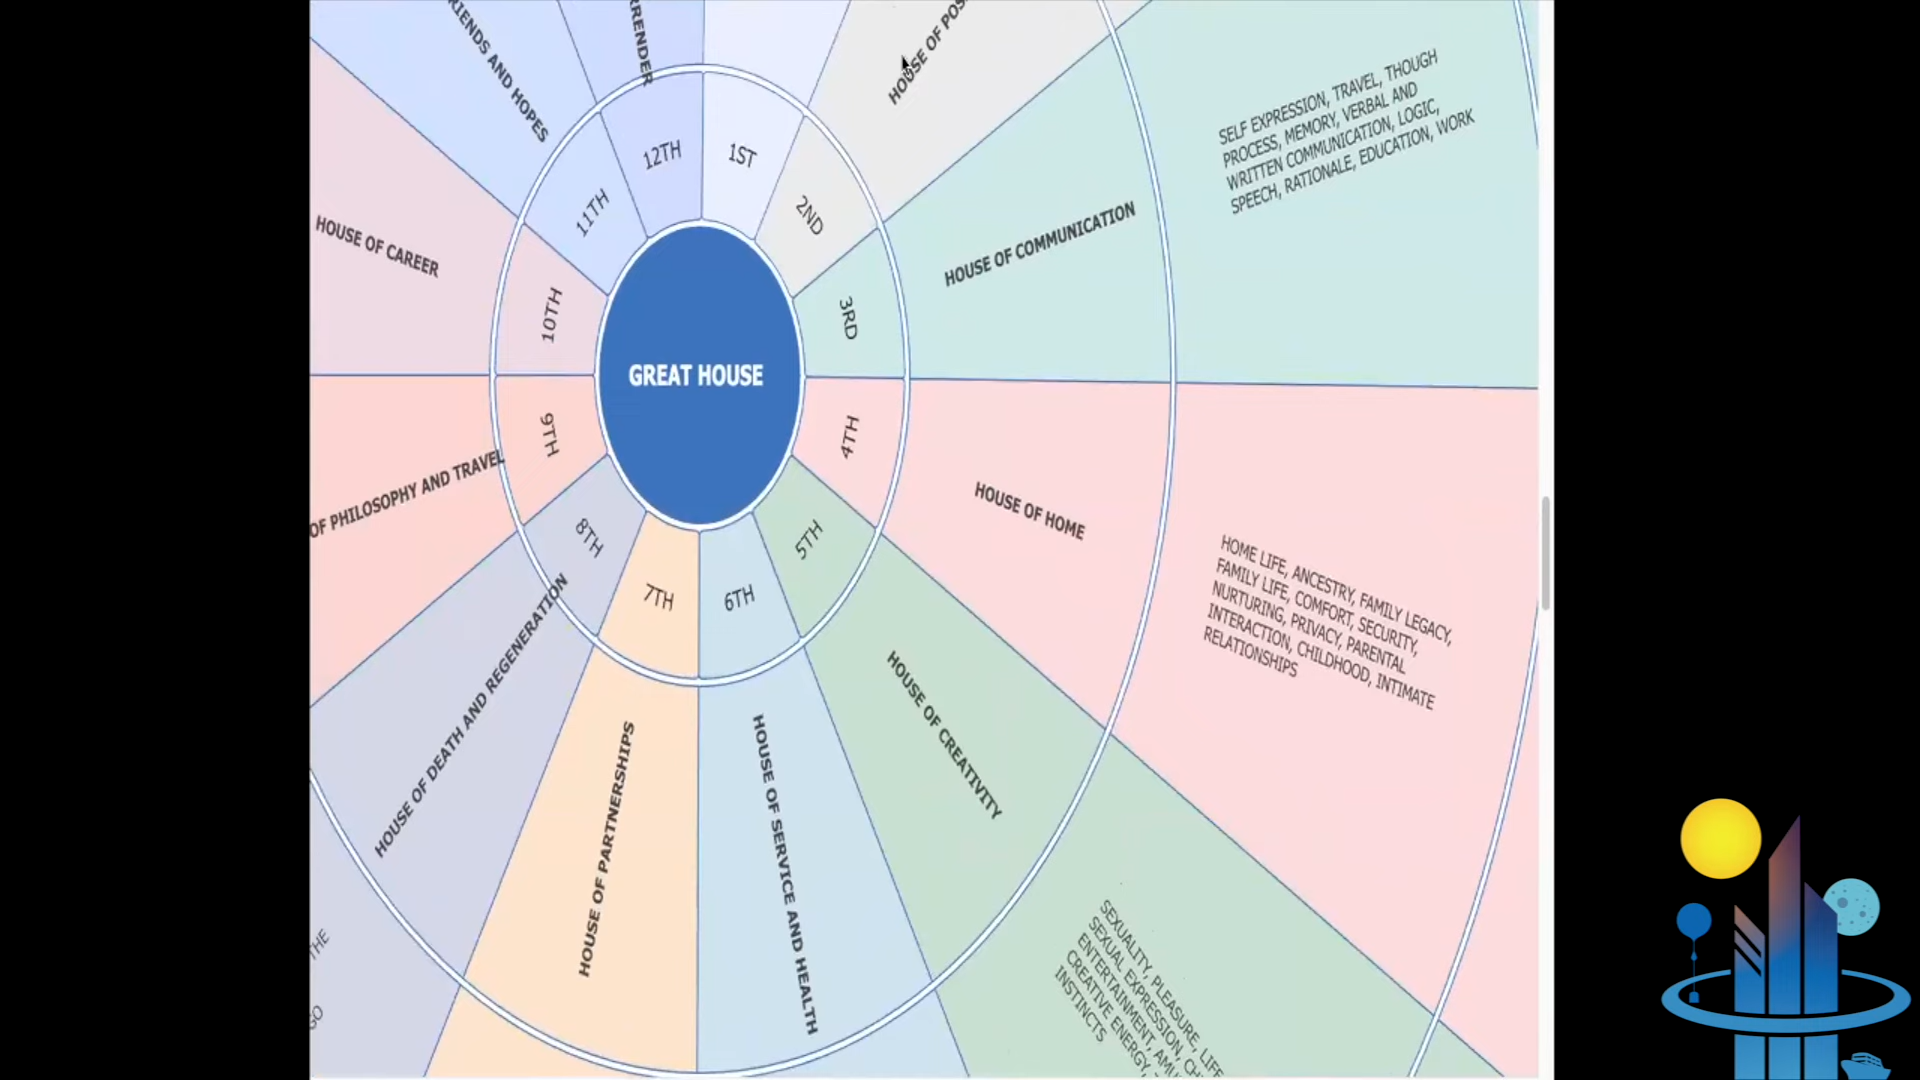 FRIENDS AND HOPES
HOUSE OF
SELF EXPRESSION, TRAVEL, THOUGH
PROCESS, MEMORY, VERBAL AND
WRITTEN COMMUNICATION, LOGIC,
SPEECH, RATIONALE, EDUCATION, WORK
12TH
1ST
11TH
2ND
HOUSE OF CAREER
HOUSE OF COMMUNICATION
10TH
3RD
GREAT HOUSE
9TH
4TH
OF PHILOSOPHY AND TRAVEL
HOUSE OF HOME
8TH
5TH
7TH
6TH
HOME LIFE, ANCESTRY, FAMILY LEGACY,
FAMILY LIFE, COMFORT, SECURITY,
NURTURING, PRIVACY, PARENTAL
INTERACTION, CHILDHOOD, INTIMATE
RELATIONSHIPS
HOUSE OF DEATH AND REGENERATION
HOUSE OF PARTNERSHIPS
HOUSE OF SERVICE AND HEALTH
HOUSE OF CREATIVITY
THE
SEXUALITY, PLEASURE, LIFE
SEXUAL EXPRESSION,
ENTERTAINMENT,
CREATIVE ENERGY,
INSTINCTS